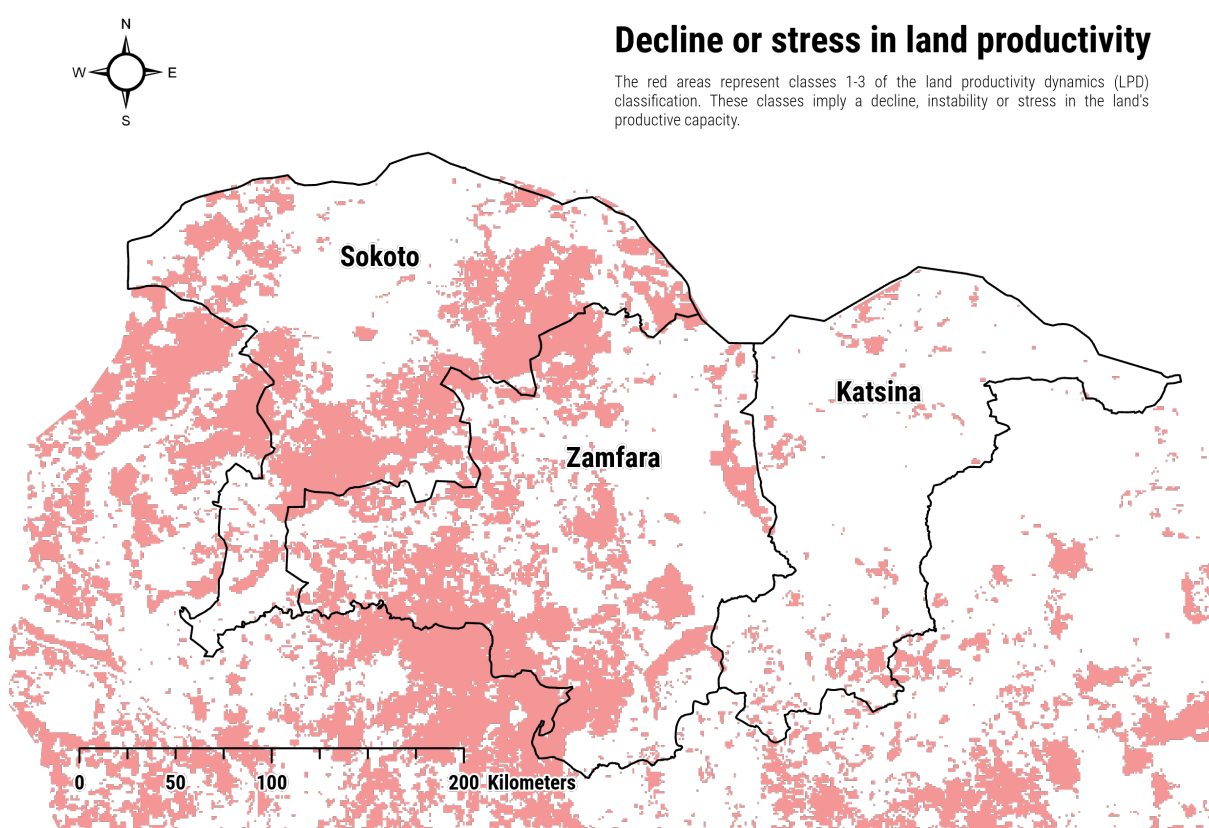 N
W E
S
Decline or stress in land productivity
The red areas represent classes 1-3 of the land productivity dynamics (LPD)
classification. These classes imply a decline, instability or stress in the land's
productive capacity.
Sokoto
Katsina
Zamfara
0 50 100 200 Kilometers